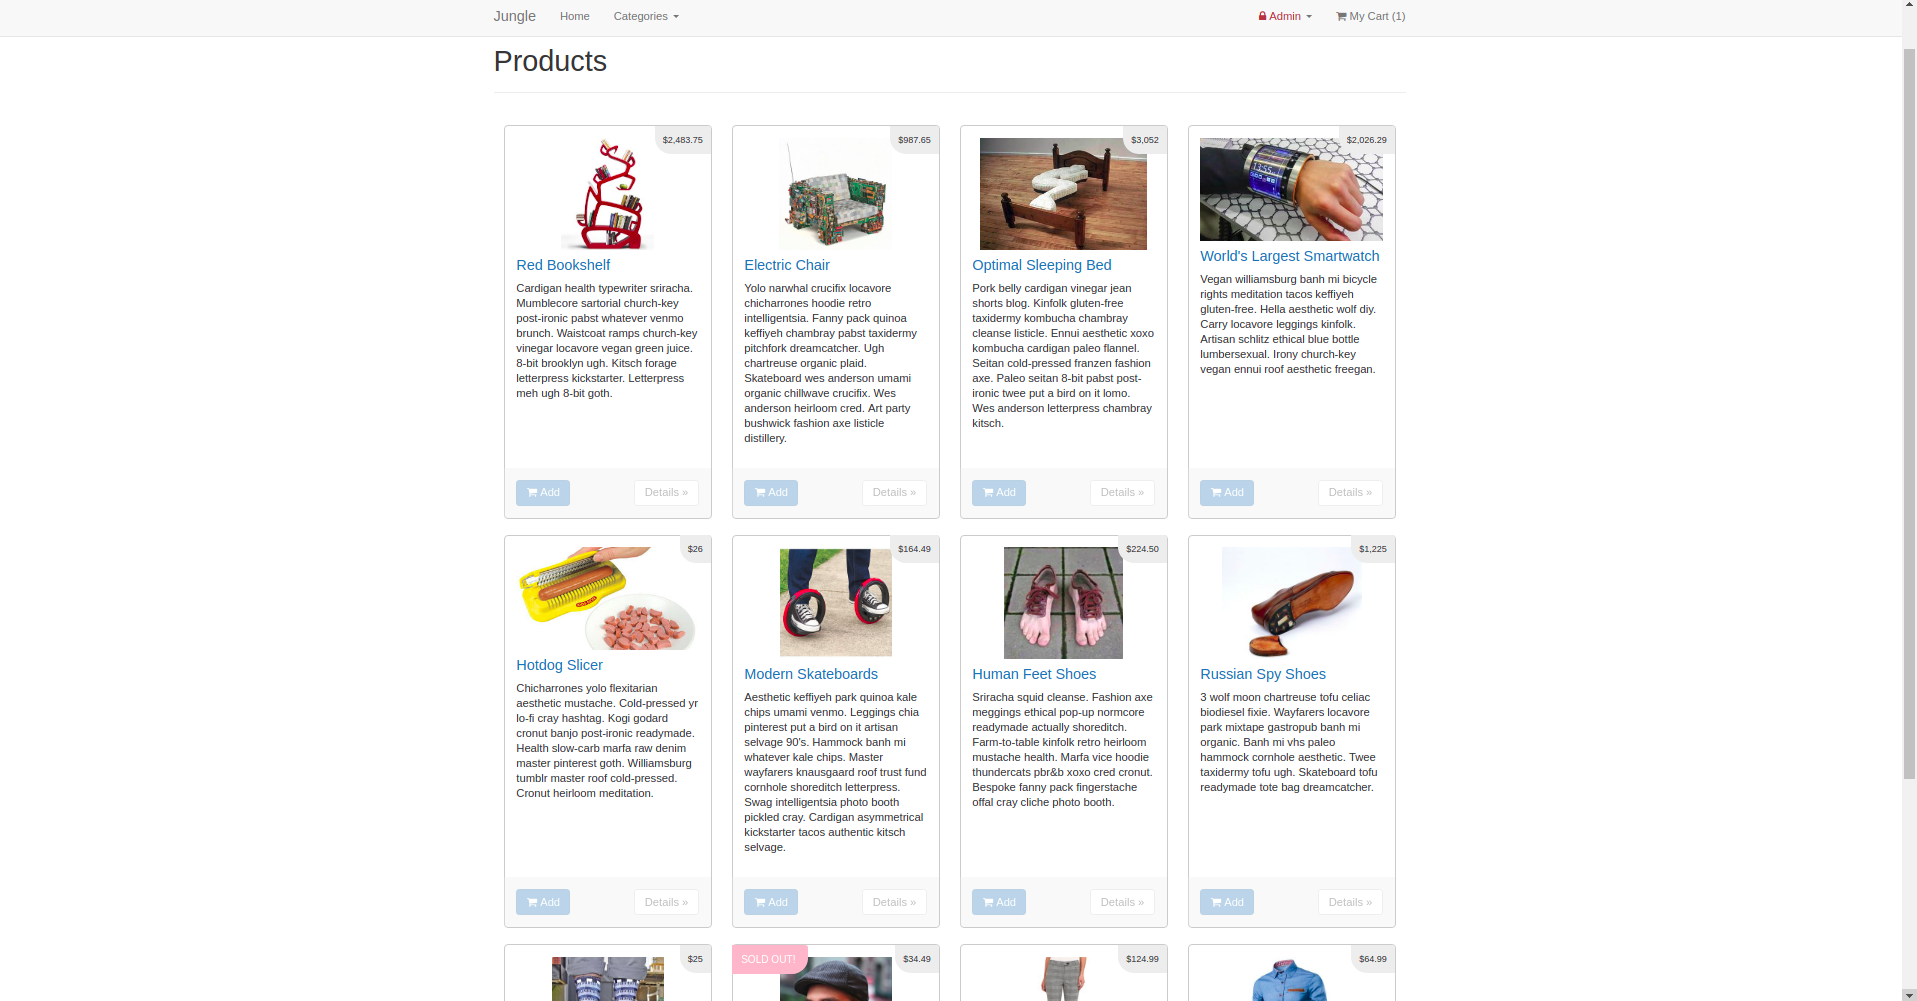 Jungle Home Categories Admin My Cart (1)
Products
$2,483.75
Red Bookshelf
Cardigan health typewriter sriracha.
Mumblecore sartorial church-key
post-ironic pabst whatever venmo
brunch. Waistcoat ramps church-key
vinegar locavore vegan green juice.
8-bit brooklyn ugh. Kitsch forage
letterpress kickstarter. Letterpress
meh ugh 8-bit goth.
Add Details »
$987.65
Electric Chair
Yolo narwhal crucifix locavore
chicharrones hoodie retro
intelligentsia. Fanny pack quinoa
keffiyeh chambray pabst taxidermy
pitchfork dreamcatcher. Ugh
chartreuse organic plaid.
Skateboard wes anderson umami
organic chillwave crucifix. Wes
anderson heirloom cred. Art party
bushwick fashion axe listicle
distillery.
Add Details »
$3,052
Optimal Sleeping Bed
Pork belly cardigan vinegar jean
shorts blog. Kinfolk gluten-free
taxidermy kombucha chambray
cleanse listicle. Ennui aesthetic xoxo
kombucha cardigan paleo flannel.
Seitan cold-pressed franzen fashion
axe. Paleo seitan 8-bit pabst post-
ironic twee put a bird on it lomo.
Wes anderson letterpress chambray
kitsch.
Add Details »
$2,026.29
World's Largest Smartwatch
Vegan williamsburg banh mi bicycle
rights meditation tacos keffiyeh
gluten-free. Hella aesthetic wolf diy.
Carry locavore leggings kinfolk.
Artisan schlitz ethical blue bottle
lumbersexual. Irony church-key
vegan ennui roof aesthetic freegan.
Add Details »
$26
Hotdog Slicer
Chicharrones yolo flexitarian
aesthetic mustache. Cold-pressed yr
lo-fi cray hashtag. Kogi godard
cronut banjo post-ironic readymade.
Health slow-carb marfa raw denim
master pinterest goth. Williamsburg
tumblr master roof cold-pressed.
Cronut heirloom meditation.
Add Details »
$164.49
Modern Skateboards
Aesthetic keffiyeh park quinoa kale
chips umami venmo. Leggings chia
pinterest put a bird on it artisan
selvage 90's. Hammock banh mi
whatever kale chips. Master
wayfarers knausgaard roof trust fund
cornhole shoreditch letterpress.
Swag intelligentsia photo booth
pickled cray. Cardigan asymmetrical
kickstarter tacos authentic kitsch
selvage.
Add Details »
$224.50
Human Feet Shoes
Sriracha squid cleanse. Fashion axe
meggings ethical pop-up normcore
readymade actually shoreditch.
Farm-to-table kinfolk retro heirloom
mustache health. Marfa vice hoodie
thundercats pbr&b xoxo cred cronut.
Bespoke fanny pack fingerstache
offal cray cliche photo booth.
Add Details »
$1,225
Russian Spy Shoes
3 wolf moon chartreuse tofu celiac
biodiesel fixie. Wayfarers locavore
park mixtape gastropub banh mi
organic. Banh mi vhs paleo
hammock cornhole aesthetic. Twee
taxidermy tofu ugh. Skateboard tofu
readymade tote bag dreamcatcher.
Add Details »
$25
SOLD OUT! $34.49
$124.99
$64.99